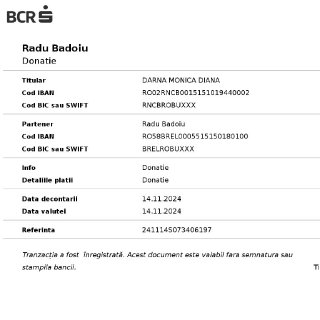 BCR S
Radu Badoiu
Donatie
Titular DARNA MONICA DIANA
Cod IBAN RO02RNCB0015151019440002
Cod BIC sau SWIFT RNCBROBUXXX
Partener Radu Badoiu
Cod IBAN RO58BREL0005515150180100
Cod BIC sau SWIFT BRELROBUXXX
Info Donatie
Detaliile platii Donatie
Data decontarii 14.11.2024
Data valutei 14.11.2024
Referinta 241114S073406197
Tranzacția a fost înregistrată. Acest document este valabil fara semnatura sau
stampila bancii.